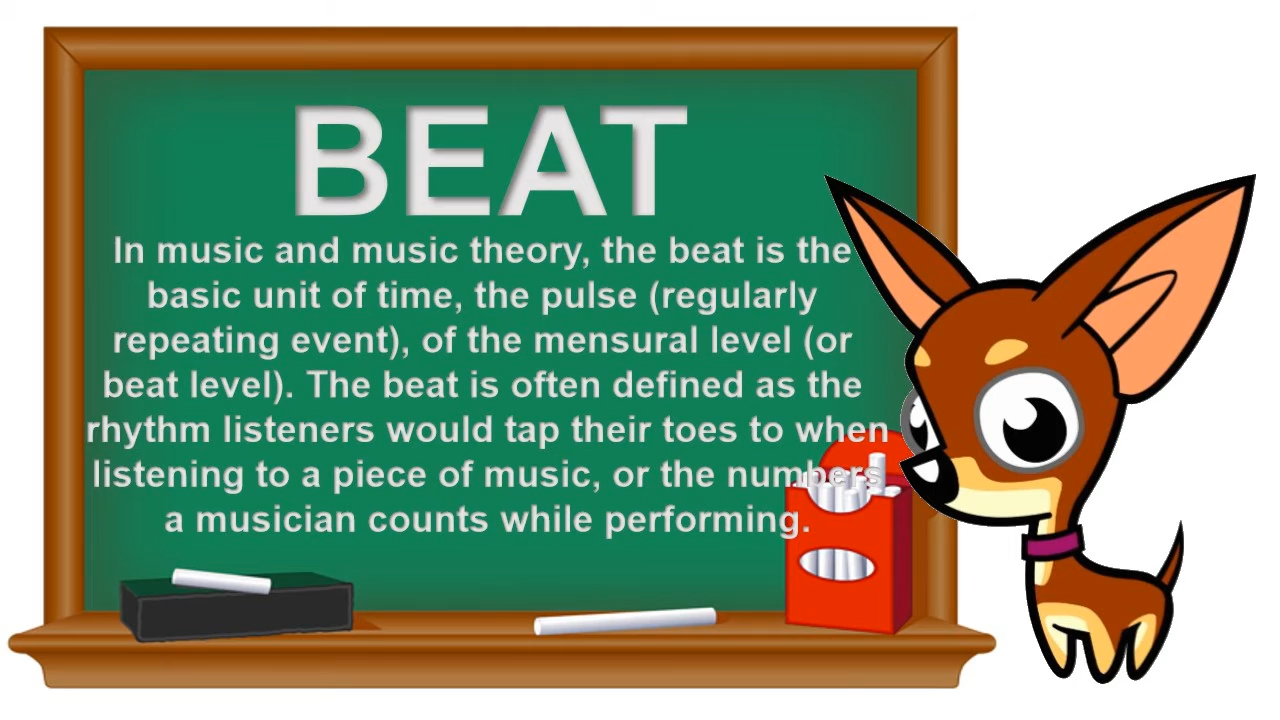 BEAT
In music and music theory, the beat is the
basic unit of time, the pulse (regularly
repeating event), of the mensural level (or
beat level). The beat is often defined as the
rhythm listeners would tap their toes to when
listening to a piece of music, or the numbers
a musician counts while performing.